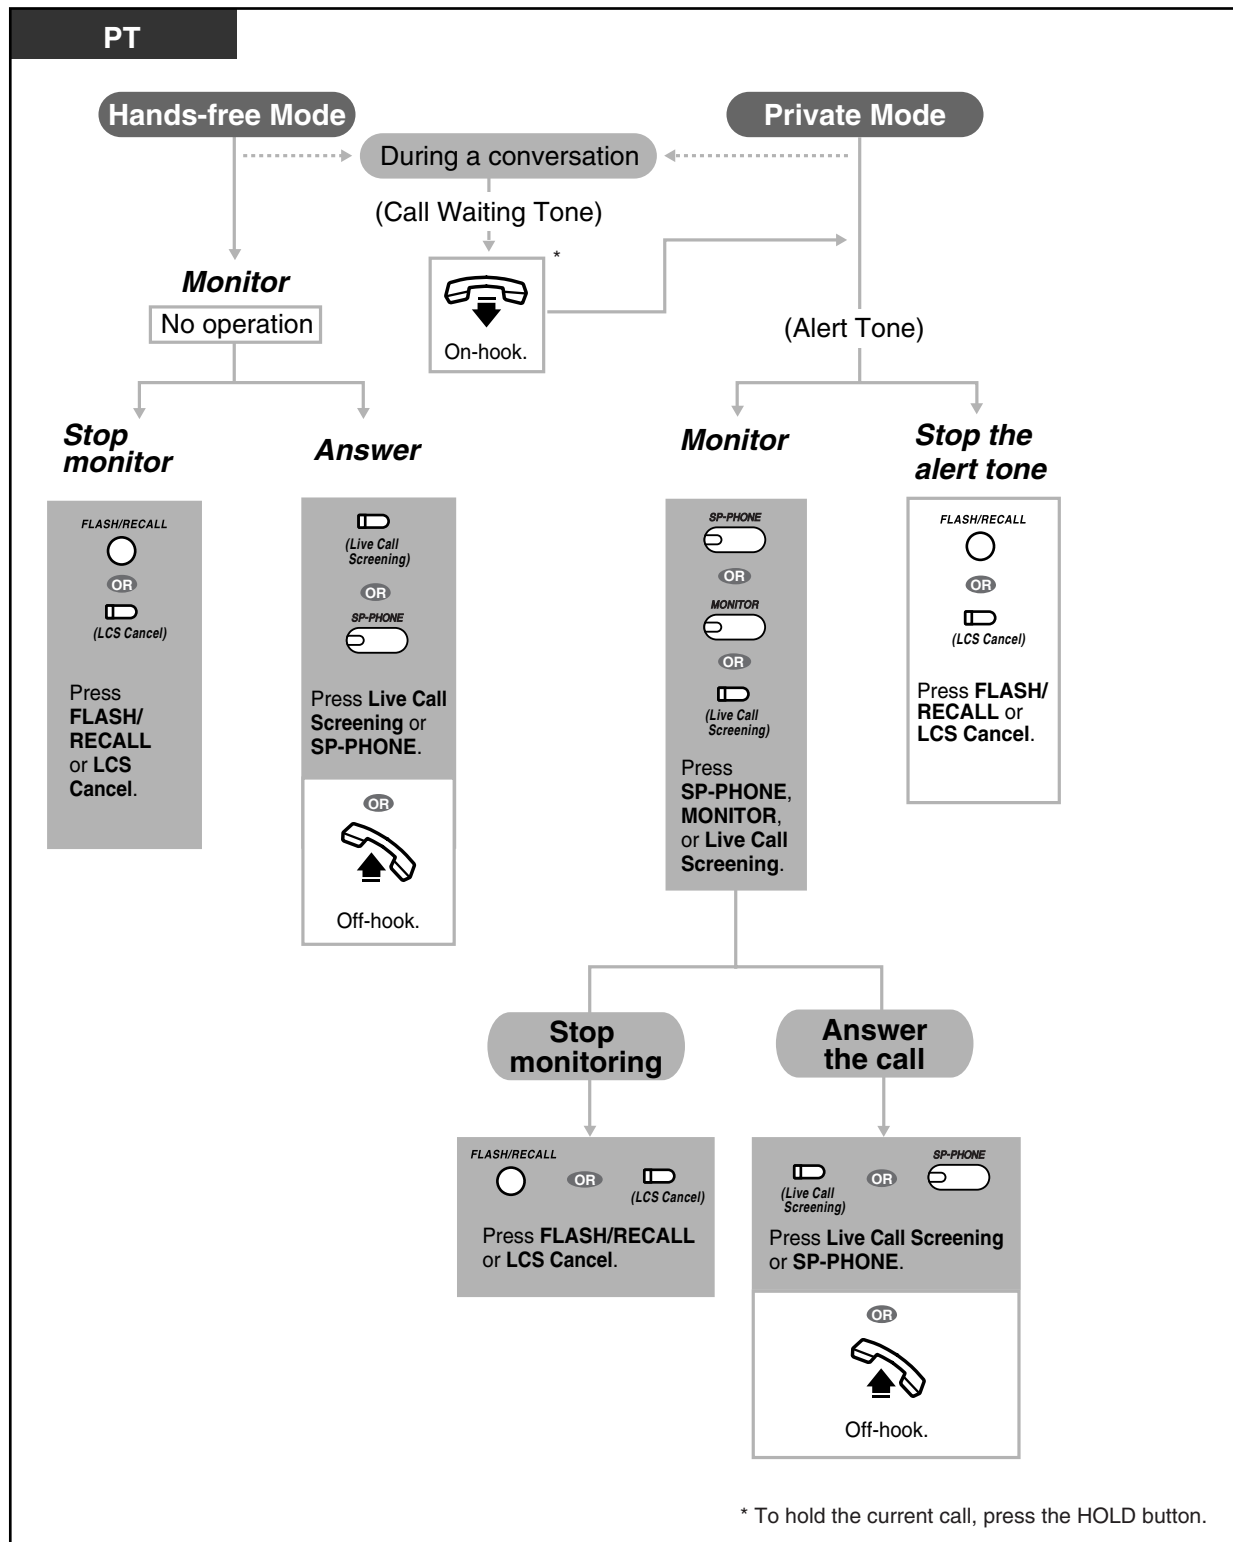 PT
Hands-free Mode
Private Mode
During a conversation
(Call Waiting Tone)
*
On-hook.
Monitor
No operation
(Alert Tone)
Stop
monitor
FLASH/RECALL
OR
(LCS Cancel)
Press
FLASH/
RECALL
or LCS
Cancel.
Answer
(Live Call
Screening)
OR
SP-PHONE
Press Live Call
Screening or
SP-PHONE.
OR
Off-hook.
Monitor
SP-PHONE
OR
MONITOR
OR
(Live Call
Screening)
Press
SP-PHONE,
MONITOR,
or Live Call
Screening.
Stop the
alert tone
FLASH/RECALL
OR
(LCS Cancel)
Press FLASH/
RECALL or
LCS Cancel.
Stop
monitoring
FLASH/RECALL
OR
(LCS Cancel)
Press FLASH/RECALL
or LCS Cancel.
Answer
the call
(Live Call
Screening)
OR
SP-PHONE
Press Live Call Screening
or SP-PHONE.
OR
Off-hook.
* To hold the current call, press the HOLD button.